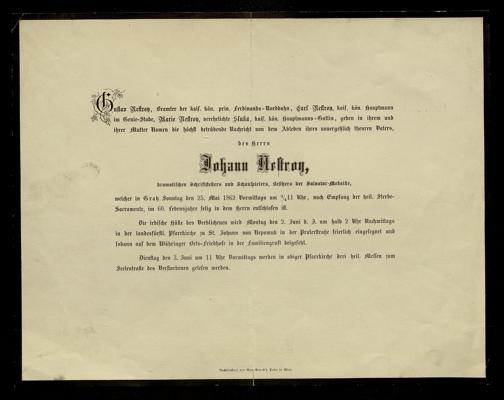 Gustav Nestroy, Beamter der kais. kön. priv. Ferdinands-Nordbahn, Carl Nestroy, kais. kön. Hauptmann
im Genie-Stabe, Marie Nestroy, verehelichte Sluka, kais. kön. Hauptmanns-Gattin, geben in ihrem und
ihrer Mutter Namen die höchst betrübende Nachricht von dem Ableben ihres unvergeßlich theuren Vaters,
des Herrn
Johann Nestroy,
dramatischen Schriftstellers und Schauspielers, Besitzers der Salvator-Medaille,
welcher in Graz Sonntag den 25. Mai 1862 Vormittags um 11 Uhr, nach Empfang der heil. Sterbe-
Sacramente, im 60. Lebensjahre selig in dem Herrn entschlafen ist.
Die irdische Hülle des Verblichenen wird Montag den 2. Juni d. J. um halb 2 Uhr Nachmittags
in der landesfürstl. Pfarrkirche zu St. Johann von Nepomuk in der Praterstraße feierlich eingesegnet und
sodann auf dem Währinger Orts-Friedhofe in der Familiengruft beigesetzt.
Dienstag den 3. Juni um 11 Uhr Vormittags werden in obiger Pfarrkirche drei heil. Messen zum
Seelentroste des Verstorbenen gelesen werden.